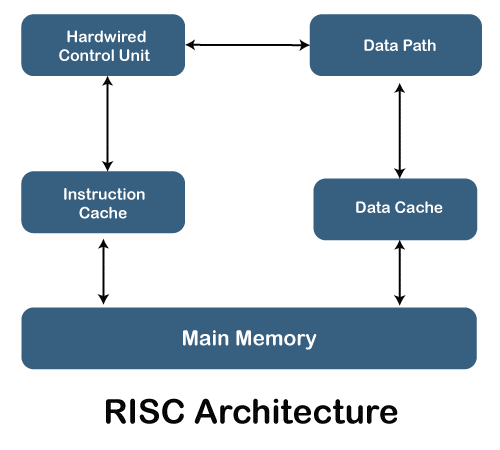 Hardwired
Control Unit
Data Path
Instruction
Cache
Data Cache
Main Memory
RISC Architecture